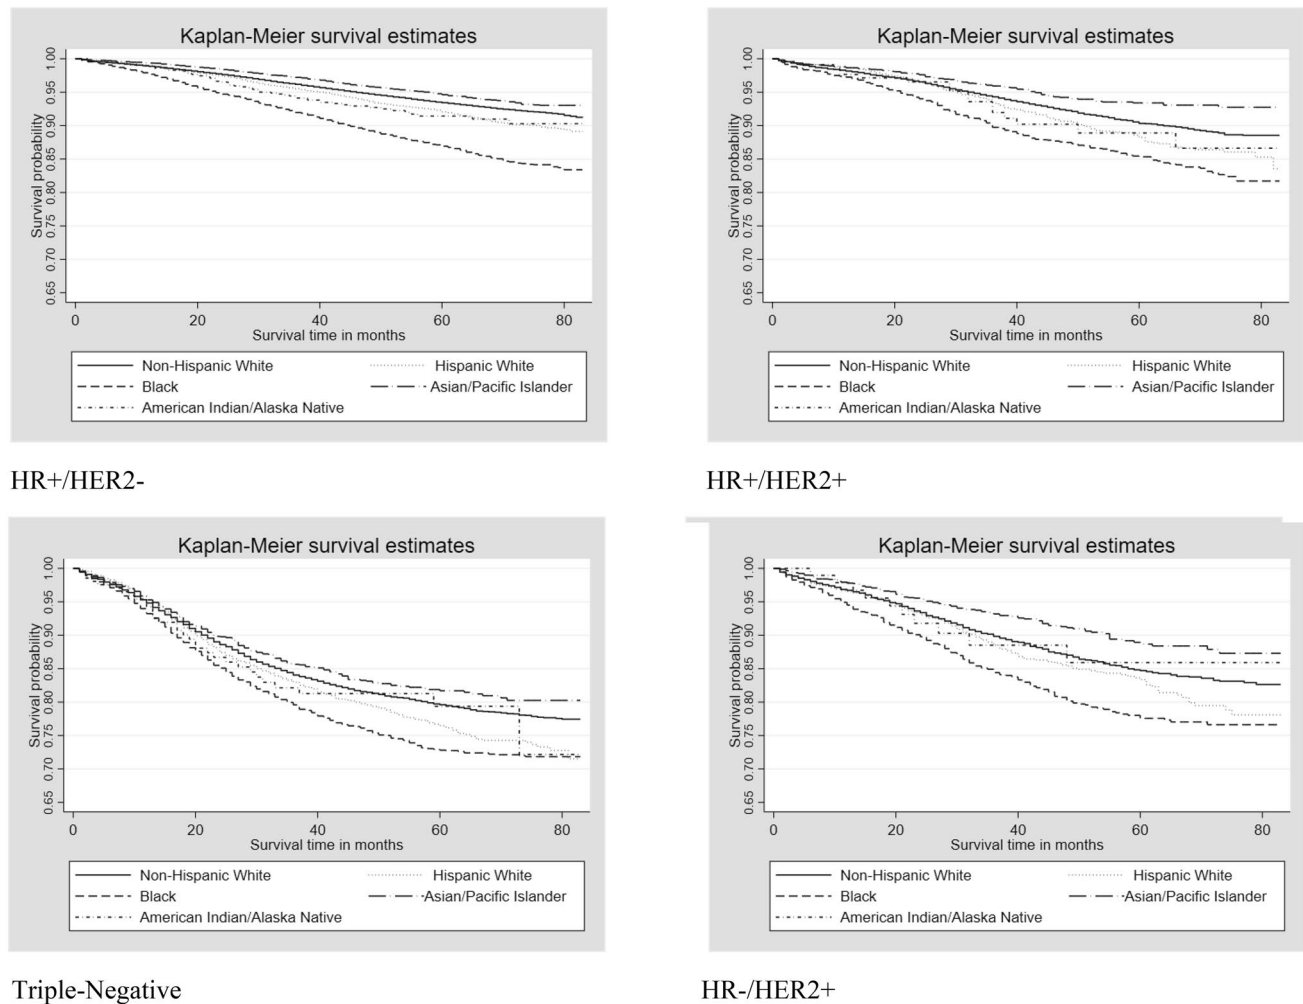 Kaplan-Meier survival estimates
Survival probability
1.00
0.95
0.90
0.85
0.80
0.75
0.70
0.65
0 20 40 60 80
Survival time in months
Non-Hispanic White Hispanic White
Black Asian/Pacific Islander
American Indian/Alaska Native
HR+/HER2-
Kaplan-Meier survival estimates
Survival probability
1.00
0.95
0.90
0.85
0.80
0.75
0.70
0.65
0 20 40 60 80
Survival time in months
Non-Hispanic White Hispanic White
Black Asian/Pacific Islander
American Indian/Alaska Native
HR+/HER2+
Kaplan-Meier survival estimates
Survival probability
1.00
0.95
0.90
0.85
0.80
0.75
0.70
0.65
0 20 40 60 80
Survival time in months
Non-Hispanic White Hispanic White
Black Asian/Pacific Islander
American Indian/Alaska Native
Triple-Negative
Kaplan-Meier survival estimates
Survival probability
1.00
0.95
0.90
0.85
0.80
0.75
0.70
0.65
0 20 40 60 80
Survival time in months
Non-Hispanic White Hispanic White
Black Asian/Pacific Islander
American Indian/Alaska Native
HR-/HER2+